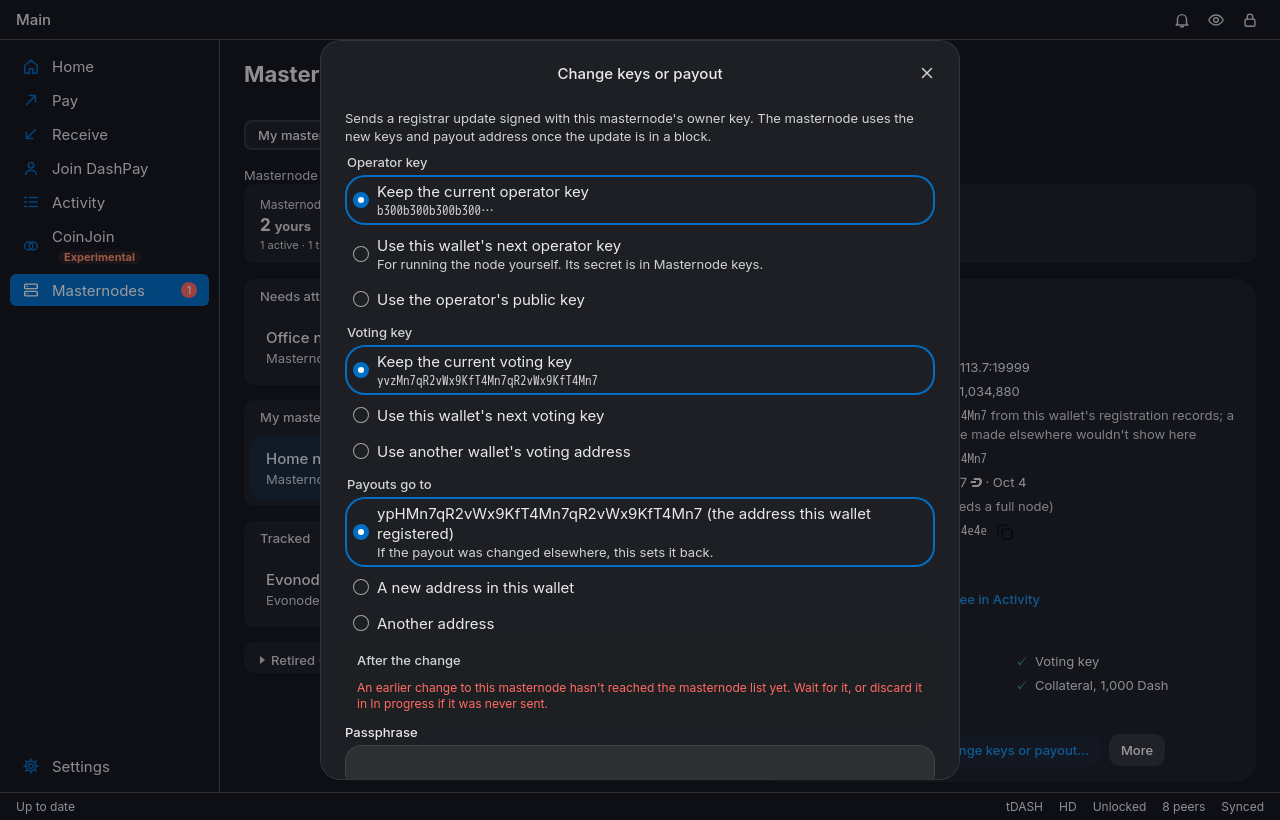 Main
Home
Pay
Receive
Join DashPay
Activity
CoinJoin
Experimental
Masternodes
1
Settings
Master
My master
Masternode
Masternod
2 yours
1 active · 1 t
Needs att
Office n
Masterno
My maste
Home n
Masterno
Tracked
Evonod
Evonode
Retired
Change keys or payout
Sends a registrar update signed with this masternode's owner key. The masternode uses the
new keys and payout address once the update is in a block.
Operator key
Keep the current operator key
b300b300b300b300…
Use this wallet's next operator key
For running the node yourself. Its secret is in Masternode keys.
Use the operator's public key
Voting key
Keep the current voting key
yvzMn7qR2vWx9KfT4Mn7qR2vWx9KfT4Mn7
Use this wallet's next voting key
Use another wallet's voting address
Payouts go to
ypHMn7qR2vWx9KfT4Mn7qR2vWx9KfT4Mn7 (the address this wallet
registered)
If the payout was changed elsewhere, this sets it back.
A new address in this wallet
Another address
After the change
An earlier change to this masternode hasn't reached the masternode list yet. Wait for it, or discard it
in In progress if it was never sent.
Passphrase
113.7:19999
1,034,880
4Mn7 from this wallet's registration records; a
e made elsewhere wouldn't show here
4Mn7
7 · Oct 4
eds a full node)
4e4e
ee in Activity
✓ Voting key
✓ Collateral, 1,000 Dash
nge keys or payout…
More
Up to date
tDASH
HD
Unlocked
8 peers
Synced